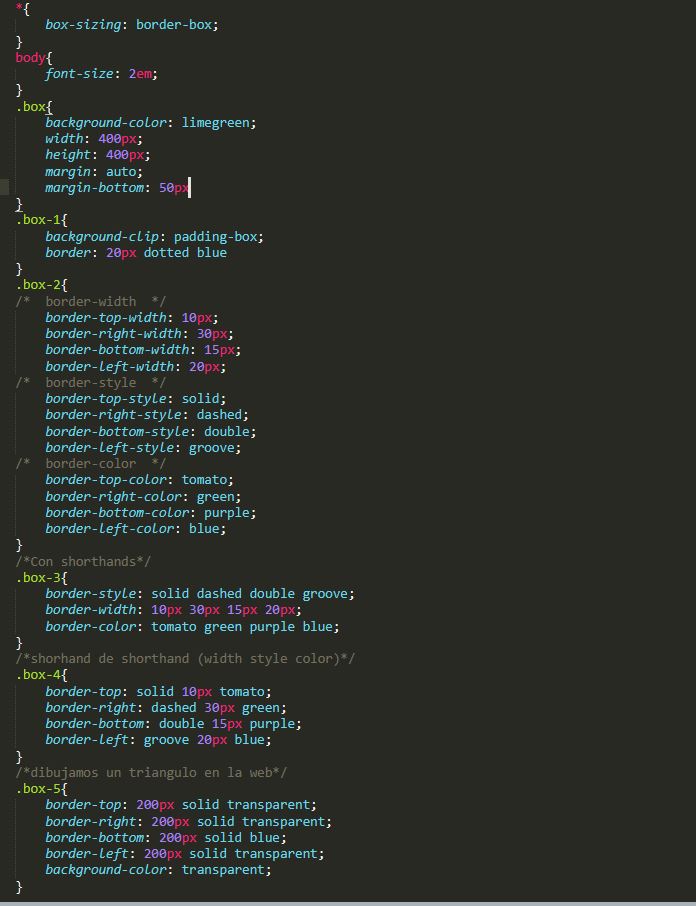 *{
    box-sizing: border-box;
}
body{
    font-size: 2em;
}
.box{
    background-color: limegreen;
    width: 400px;
    height: 400px;
    margin: auto;
    margin-bottom: 50px
}
.box-1{
    background-clip: padding-box;
    border: 20px dotted blue
}
.box-2{
/*  border-width  */
    border-top-width: 10px;
    border-right-width: 30px;
    border-bottom-width: 15px;
    border-left-width: 20px;
/*  border-style  */
    border-top-style: solid;
    border-right-style: dashed;
    border-bottom-style: double;
    border-left-style: groove;
/*  border-color  */
    border-top-color: tomato;
    border-right-color: green;
    border-bottom-color: purple;
    border-left-color: blue;
}
/*Con shorthands*/
.box-3{
    border-style: solid dashed double groove;
    border-width: 10px 30px 15px 20px;
    border-color: tomato green purple blue;
}
/*shorhand de shorthand (width style color)*/
.box-4{
    border-top: solid 10px tomato;
    border-right: dashed 30px green;
    border-bottom: double 15px purple;
    border-left: groove 20px blue;
}
/*dibujamos un triangulo en la web*/
.box-5{
    border-top: 200px solid transparent;
    border-right: 200px solid transparent;
    border-bottom: 200px solid blue;
    border-left: 200px solid transparent;
    background-color: transparent;
}